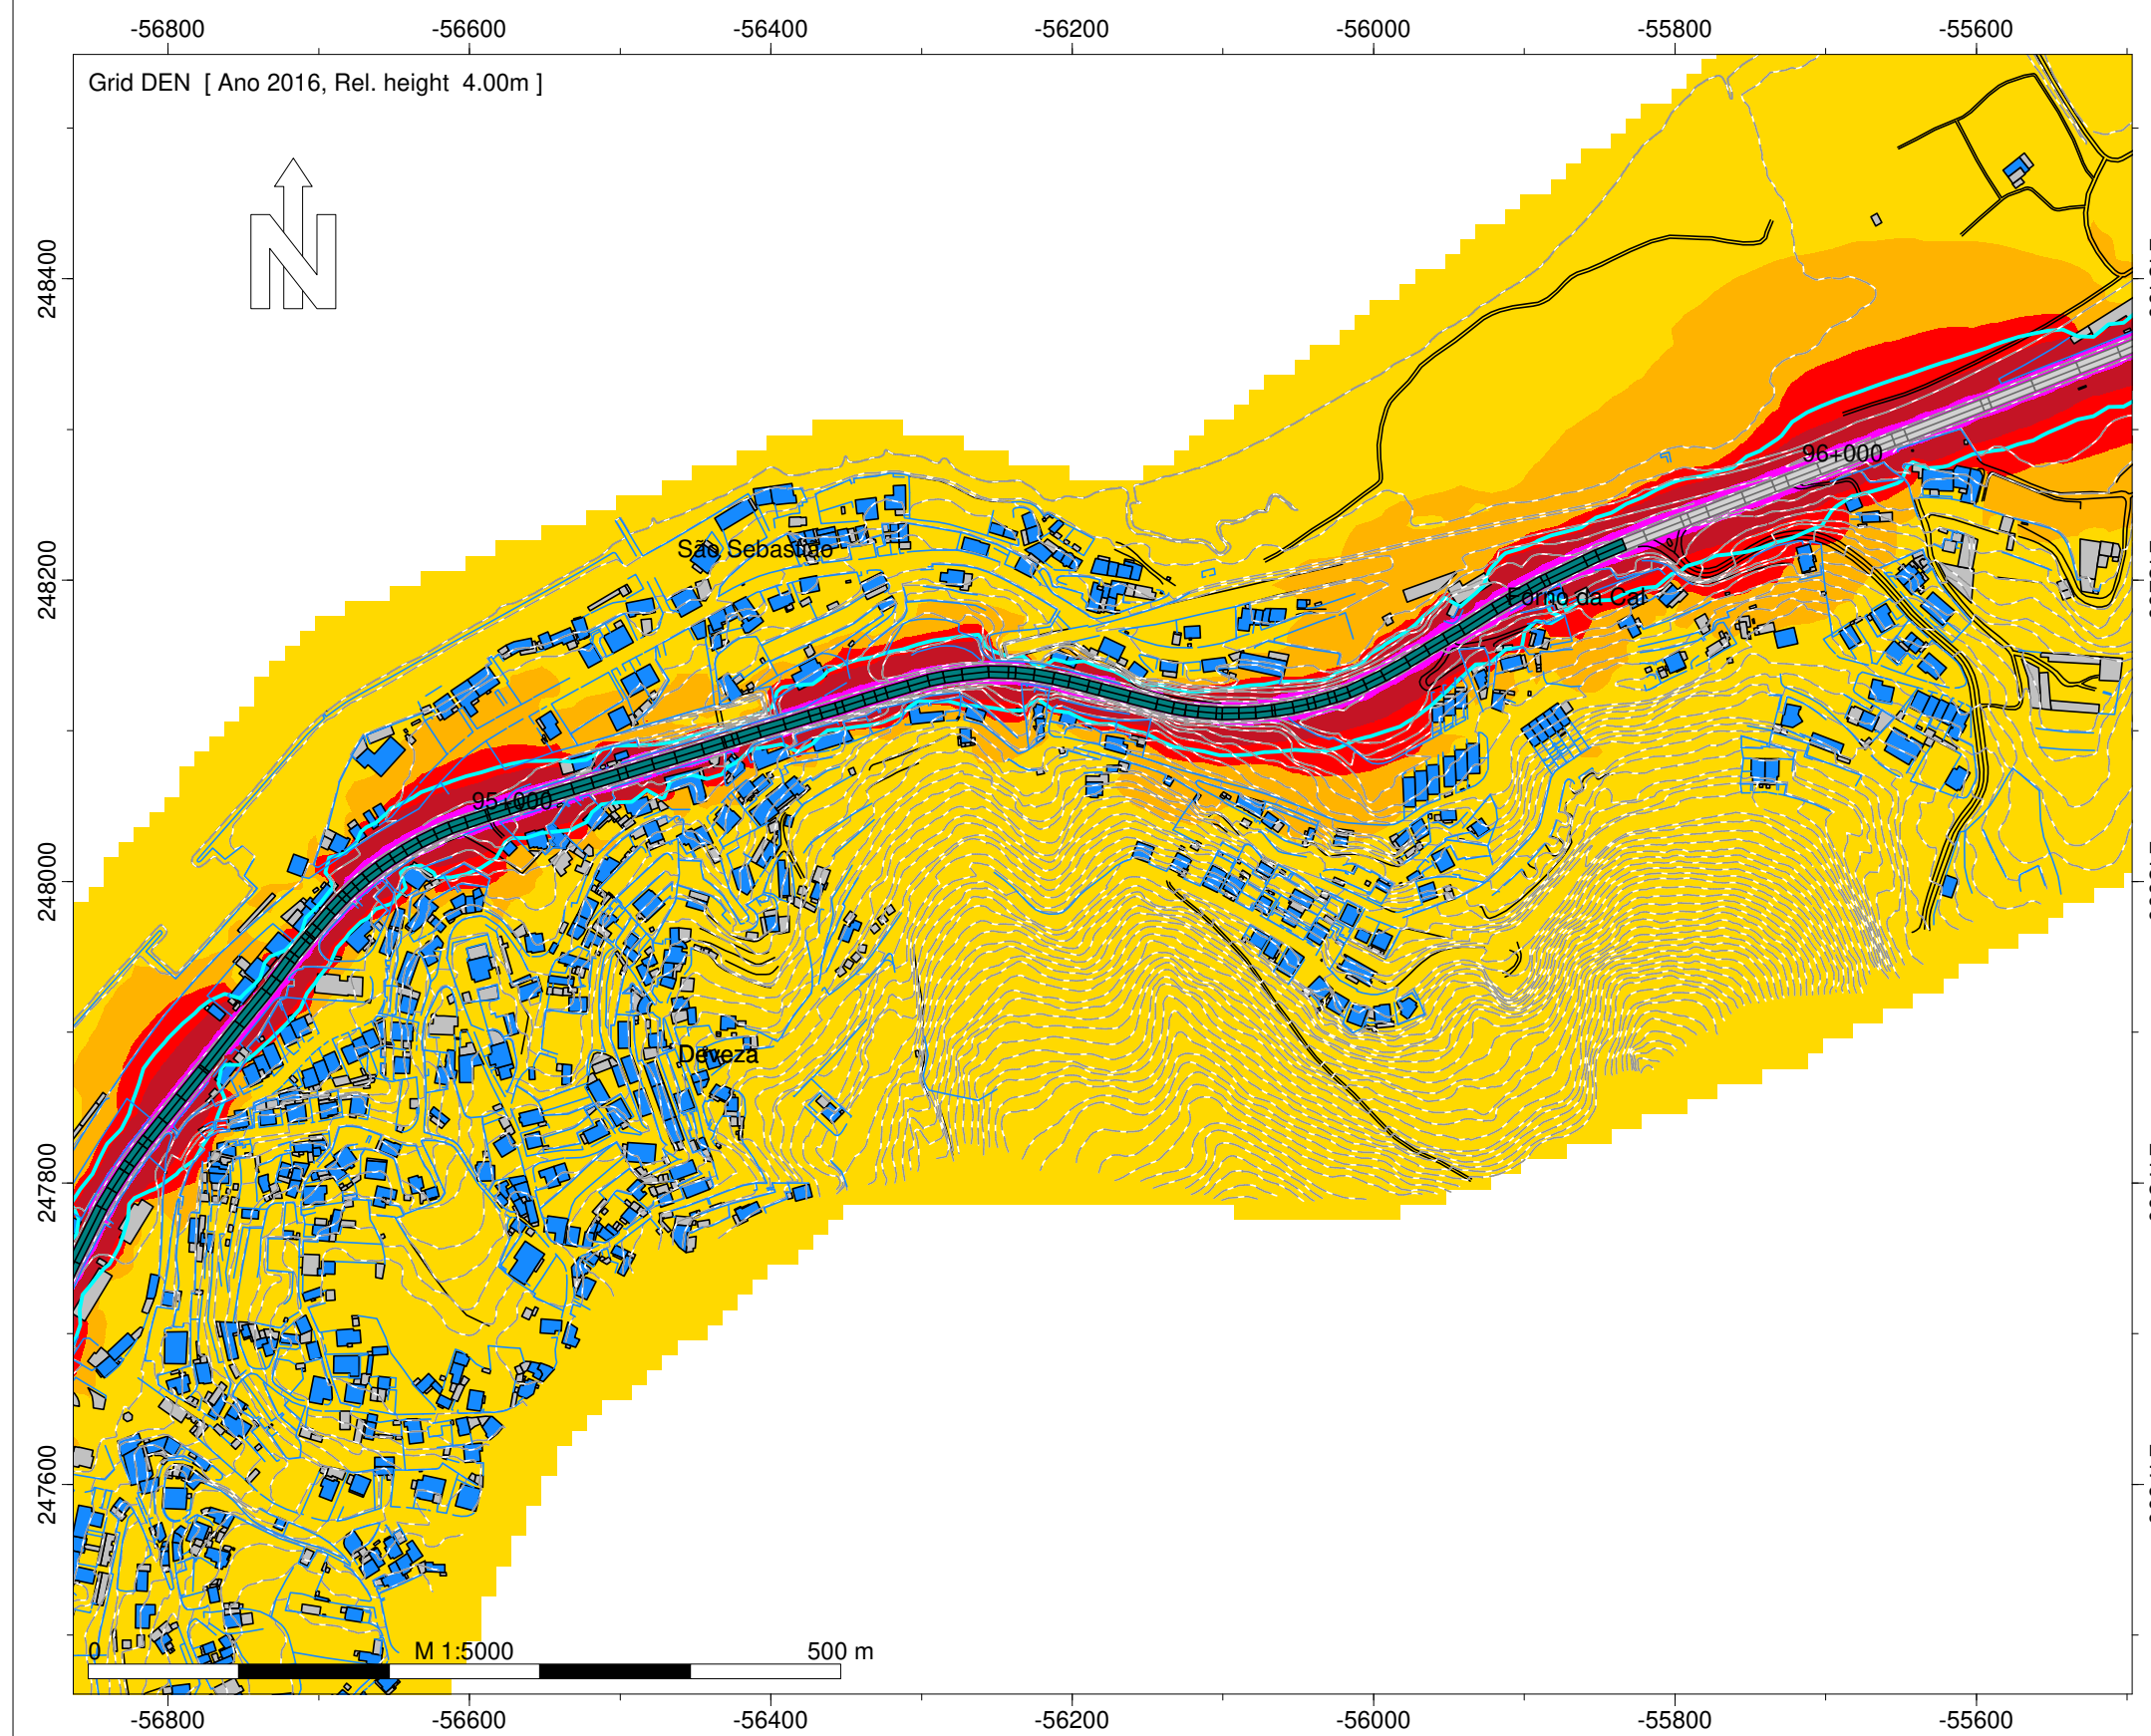 -56800 -56600 -56400 -56200 -56000 -55800 -55600
Grid DEN [ Ano 2016, Rel. height 4.00m ]
N
248400
96+000
248200
São Sebastião
Forno da Cal
95+000
248000
Deveza
247800
247600
0 M 1:5000 500 m
-56800 -56600 -56400 -56200 -56000 -55800 -55600